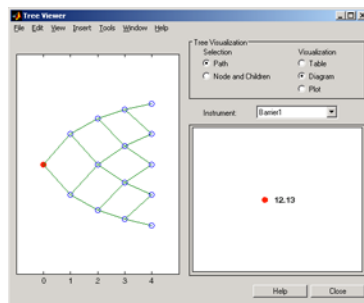 Tree Viewer
File Edit View Insert Tools Window Help
Tree Visualization
Selection
Visualization
Path
Table
Node and Children
Diagram
Plot
Instrument:
Barrier1
12.13
0 1 2 3 4
Help
Close